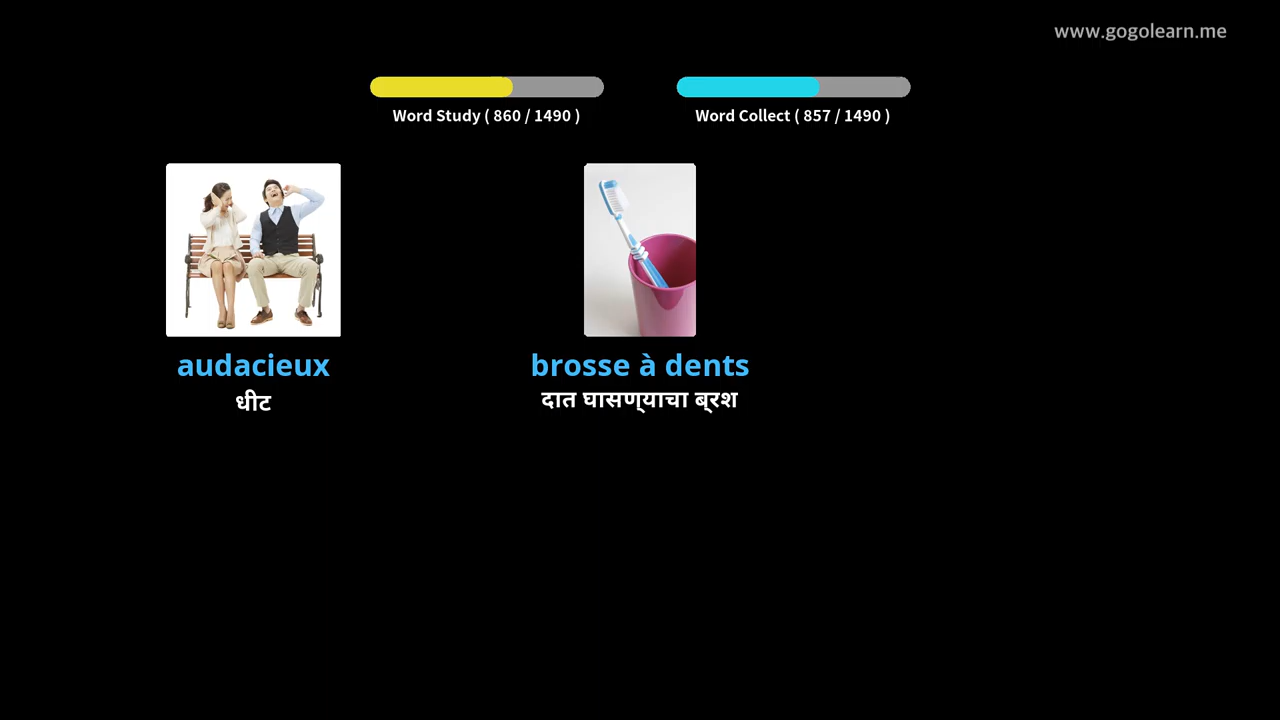 www.gogolearn.me
Word Study ( 860 / 1490 )
Word Collect ( 857 / 1490 )
audacieux
धीट
brosse à dents
दात घासण्याचा ब्रश